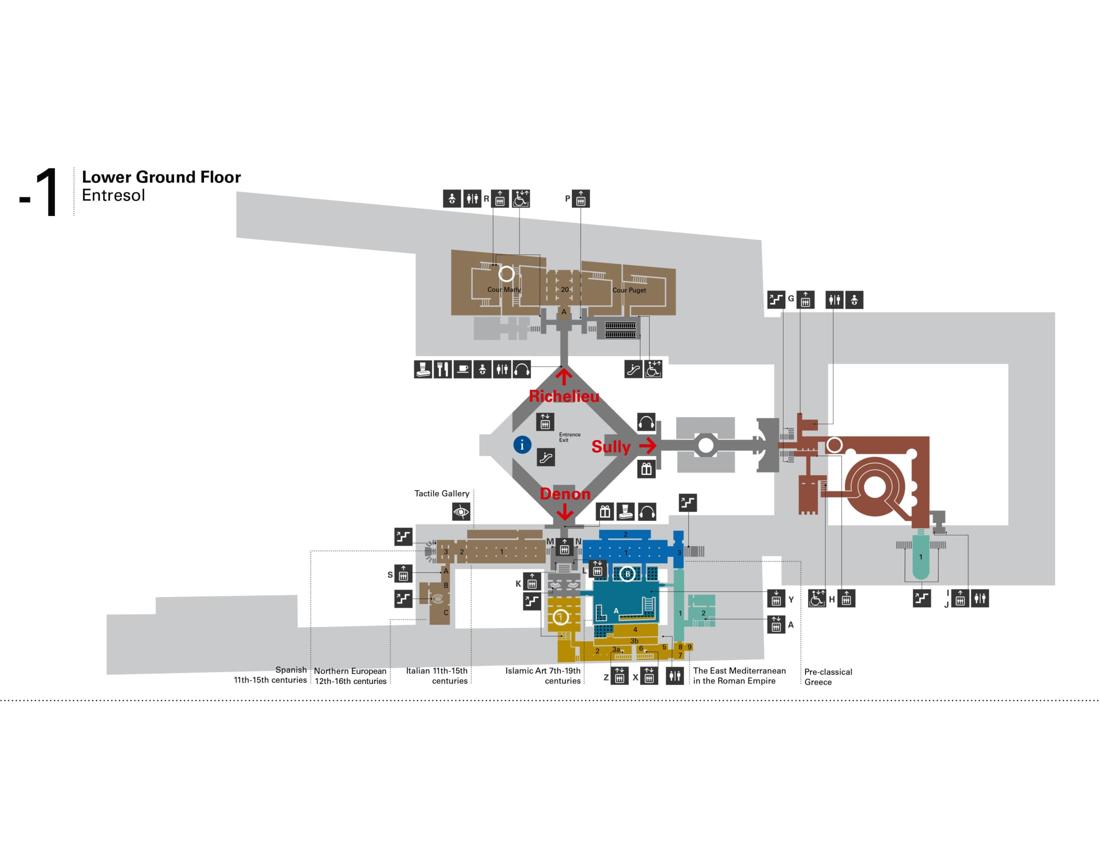 -1
Lower Ground Floor
Entresol
R
P
Cour Marly
20
Cour Puget
A
G
Richelieu
i
Entrance
Exit
Sully
Denon
Tactile Gallery
M
N
2
3
2
1
1
3
1
S
A
B
K
L
B
C
A
1
2
Y
H
I
J
1
A
4
3b
2
3a
6
5
8
9
7
Z
X
Spanish
11th-15th centuries
Northern European
12th-16th centuries
Italian 11th-15th
centuries
Islamic Art 7th-19th
centuries
The East Mediterranean
in the Roman Empire
Pre-classical
Greece